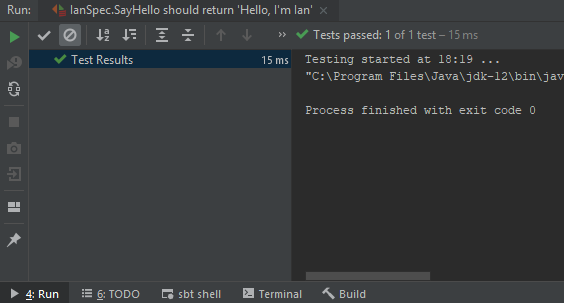 Run: IanSpec.SayHello should return 'Hello, I'm Ian' ×
Tests passed: 1 of 1 test – 15 ms
Test Results 15 ms
Testing started at 18:19 ...
"C:\Program Files\Java\jdk-12\bin\jav
Process finished with exit code 0
4: Run 6: TODO sbt shell Terminal Build